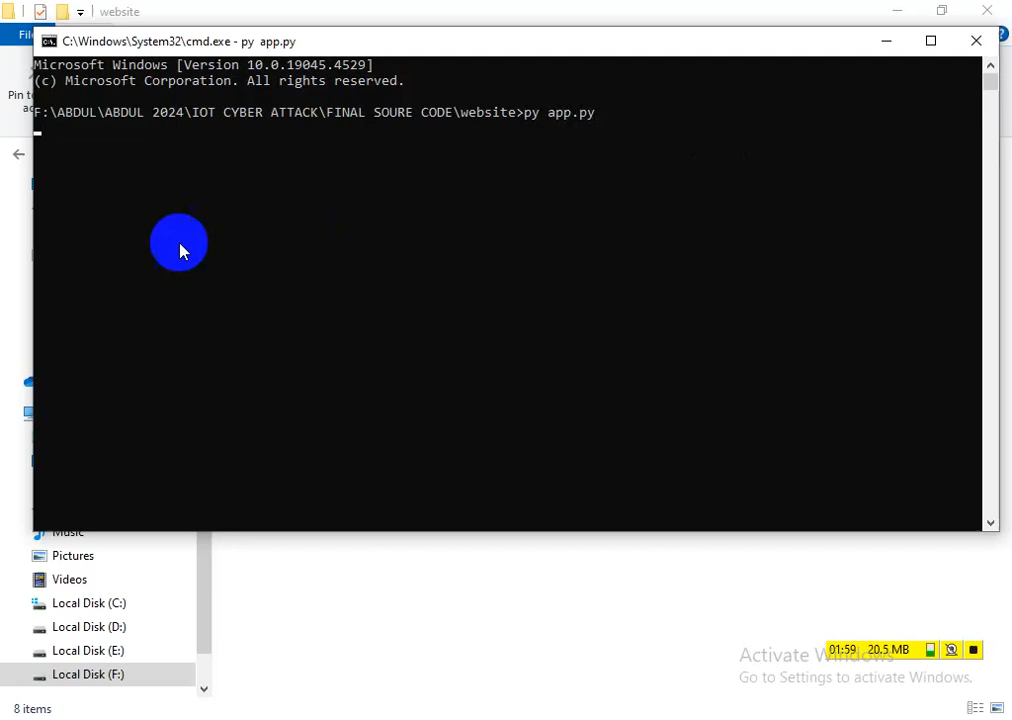 website
Fil
C:\Windows\System32\cmd.exe - py  app.py
Microsoft Windows [Version 10.0.19045.4529]
(c) Microsoft Corporation. All rights reserved.
Pin to
F:\ABDUL\ABDUL 2024\IOT CYBER ATTACK\FINAL SOURE CODE\website>py app.py
Music
Pictures
Videos
Local Disk (C:)
Local Disk (D:)
Local Disk (E:)
Local Disk (F:)
01:59 20.5 MB
Activate Windows
Go to Settings to activate Windows.
8 items